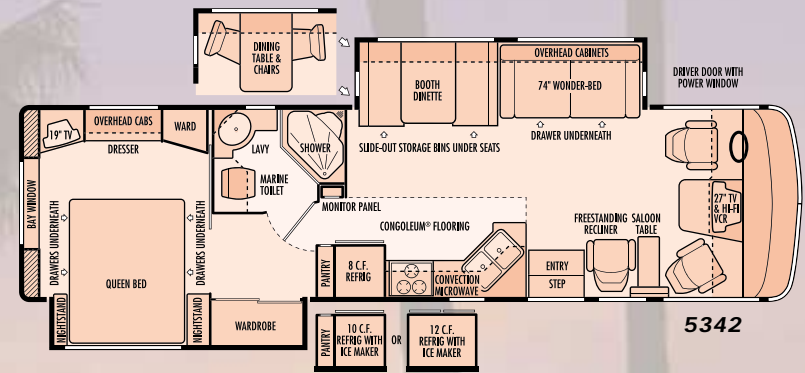 DINING
TABLE &
CHAIRS
OVERHEAD CABINETS
BOOTH
DINETTE
74" WONDER-BED
DRIVER DOOR WITH
POWER WINDOW
19" TV
OVERHEAD CABS
WARD
DRESSER
LAVY
SHOWER
SLIDE-OUT STORAGE BINS UNDER SEATS
DRAWER UNDERNEATH
MARINE
TOILET
BAY WINDOW
DRAWERS UNDERNEATH
DRAWERS UNDERNEATH
MONITOR PANEL
CONGOLEUM® FLOORING
27" TV
& HI-FI
VCR
FREESTANDING
RECLINER
SALOON
TABLE
QUEEN BED
PANTRY
8 C.F.
REFRIG
CONVECTION
MICROWAVE
ENTRY
STEP
NIGHTSTAND
NIGHTSTAND
WARDROBE
PANTRY
10 C.F.
REFRIG WITH
ICE MAKER
OR
12 C.F.
REFRIG WITH
ICE MAKER
5342